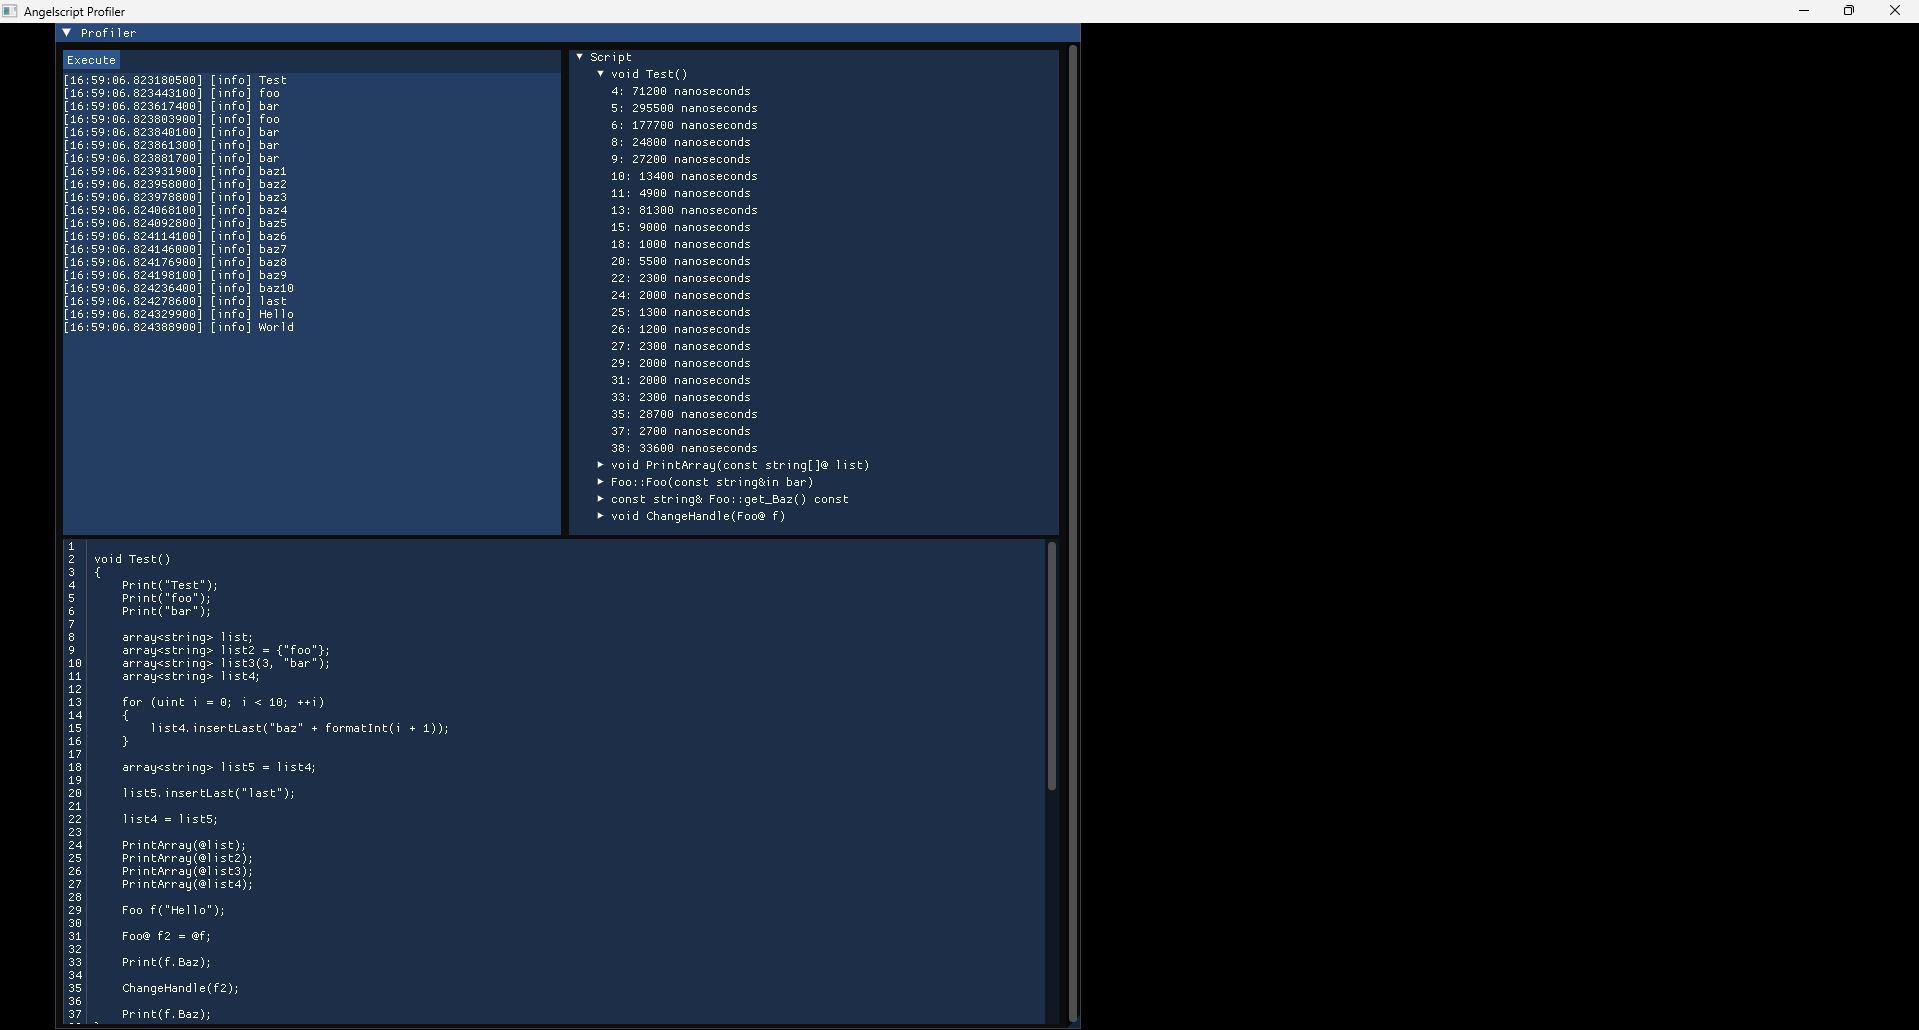 Angelscript Profiler
Profiler
Execute
[16:59:06.823180500] [info] Test
[16:59:06.823443100] [info] foo
[16:59:06.823617400] [info] bar
[16:59:06.823803900] [info] foo
[16:59:06.823840100] [info] bar
[16:59:06.823861300] [info] bar
[16:59:06.823881700] [info] bar
[16:59:06.823931900] [info] baz1
[16:59:06.823958000] [info] baz2
[16:59:06.823978800] [info] baz3
[16:59:06.824068100] [info] baz4
[16:59:06.824092800] [info] baz5
[16:59:06.824114100] [info] baz6
[16:59:06.824146000] [info] baz7
[16:59:06.824176900] [info] baz8
[16:59:06.824198100] [info] baz9
[16:59:06.824236400] [info] baz10
[16:59:06.824278600] [info] last
[16:59:06.824329900] [info] Hello
[16:59:06.824388900] [info] World
Script
void Test()
4: 71200 nanoseconds
5: 295500 nanoseconds
6: 177700 nanoseconds
8: 24800 nanoseconds
9: 27200 nanoseconds
10: 13400 nanoseconds
11: 4900 nanoseconds
13: 81300 nanoseconds
15: 9000 nanoseconds
18: 1000 nanoseconds
20: 5500 nanoseconds
22: 2300 nanoseconds
24: 2000 nanoseconds
25: 1300 nanoseconds
26: 1200 nanoseconds
27: 2300 nanoseconds
29: 2000 nanoseconds
31: 2000 nanoseconds
33: 2300 nanoseconds
35: 28700 nanoseconds
37: 2700 nanoseconds
38: 33600 nanoseconds
void PrintArray(const string[]@ list)
Foo::Foo(const string&in bar)
const string& Foo::get_Baz() const
void ChangeHandle(Foo@ f)
1
2 void Test()
3 {
4 Print("Test");
5 Print("foo");
6 Print("bar");
7
8 array<string> list;
9 array<string> list2 = {"foo"};
10 array<string> list3(3, "bar");
11 array<string> list4;
12
13 for (uint i = 0; i < 10; ++i)
14 {
15 list4.insertLast("baz" + formatInt(i + 1));
16 }
17
18 array<string> list5 = list4;
19
20 list5.insertLast("last");
21
22 list4 = list5;
23
24 PrintArray(@list);
25 PrintArray(@list2);
26 PrintArray(@list3);
27 PrintArray(@list4);
28
29 Foo f("Hello");
30
31 Foo@ f2 = @f;
32
33 Print(f.Baz);
34
35 ChangeHandle(f2);
36
37 Print(f.Baz);